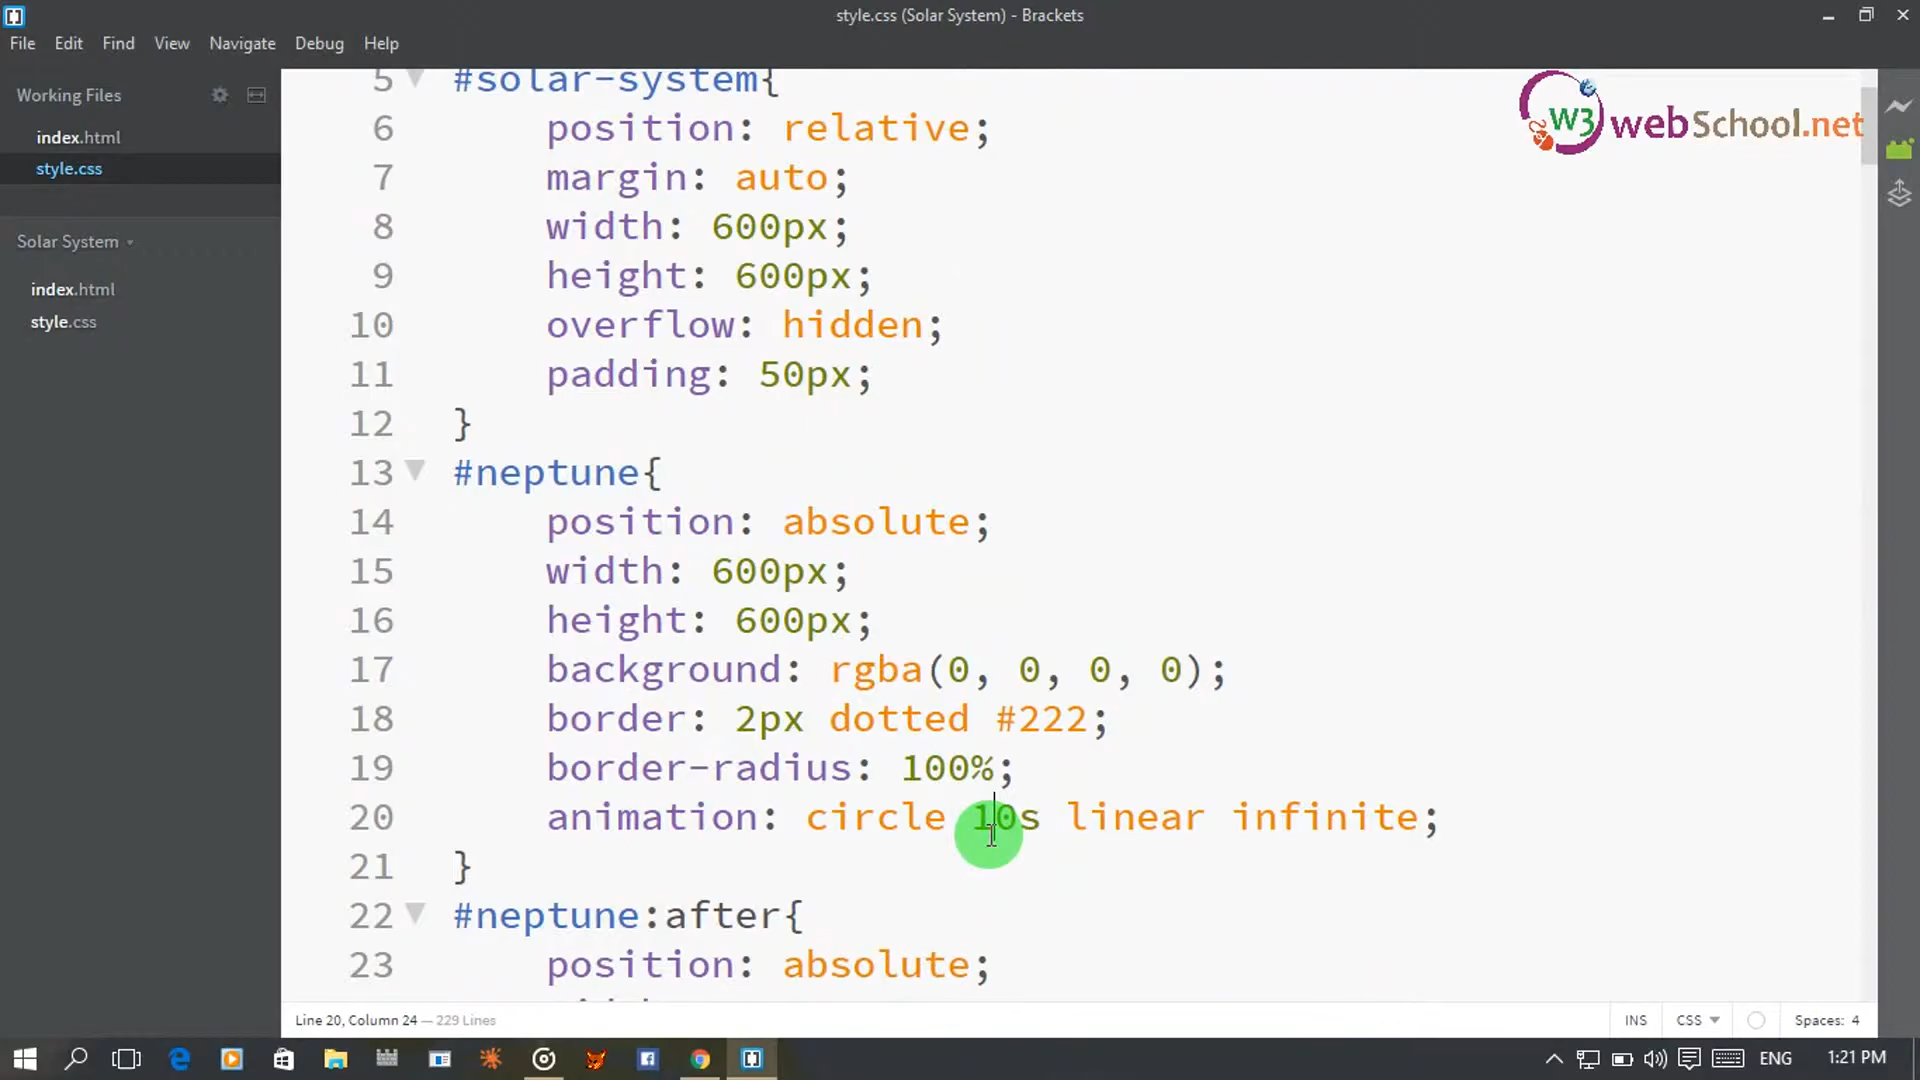 style.css (Solar System) - Brackets
File Edit Find View Navigate Debug Help
Working Files
index.html
style.css
Solar System
index.html
style.css
W3 webSchool.net
5 #solar-system{
6 position: relative;
7 margin: auto;
8 width: 600px;
9 height: 600px;
10 overflow: hidden;
11 padding: 50px;
12 }
13 #neptune{
14 position: absolute;
15 width: 600px;
16 height: 600px;
17 background: rgba(0, 0, 0, 0);
18 border: 2px dotted #222;
19 border-radius: 100%;
20 animation: circle 10s linear infinite;
21 }
22 #neptune:after{
23 position: absolute;
Line 20, Column 24 — 229 Lines
INS CSS Spaces: 4
ENG 1:21 PM